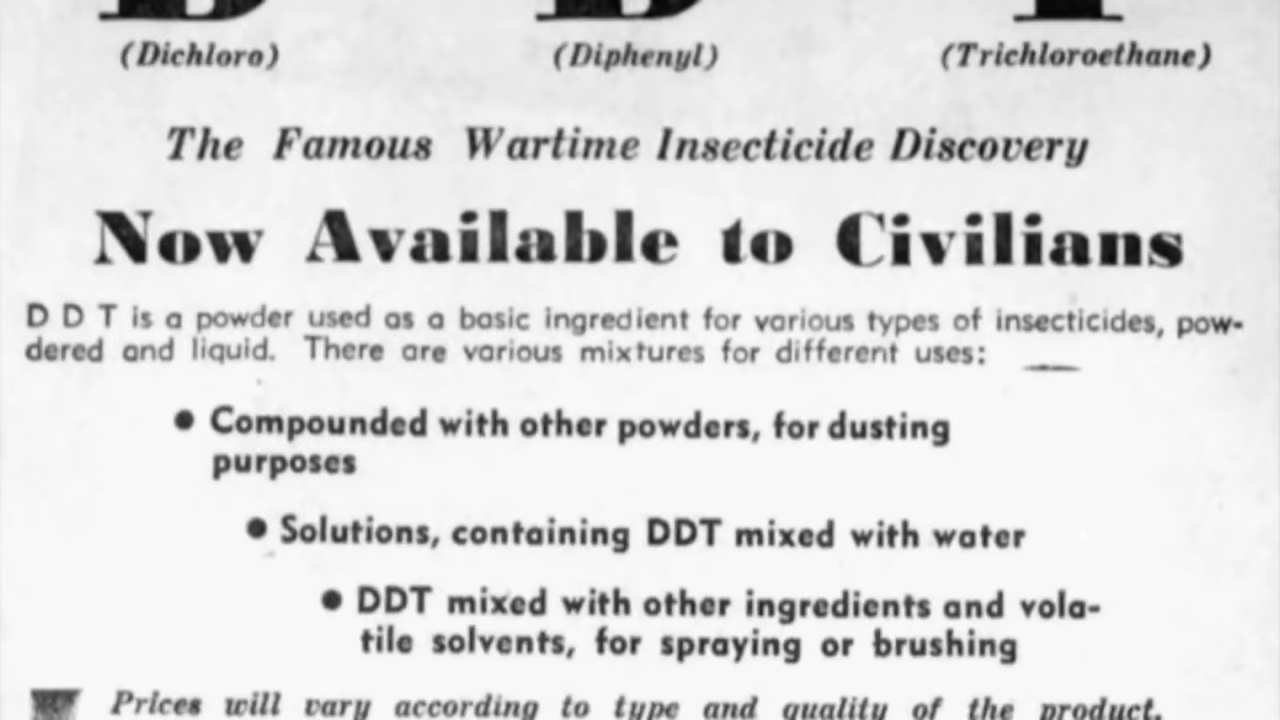 D D T
(Dichloro) (Diphenyl) (Trichloroethane)
The Famous Wartime Insecticide Discovery
Now Available to Civilians
D D T is a powder used as a basic ingredient for various types of insecticides, pow-
dered and liquid. There are various mixtures for different uses:
• Compounded with other powders, for dusting
purposes
• Solutions, containing DDT mixed with water
• DDT mixed with other ingredients and vola-
tile solvents, for spraying or brushing
Prices will vary according to type and quality of the product.